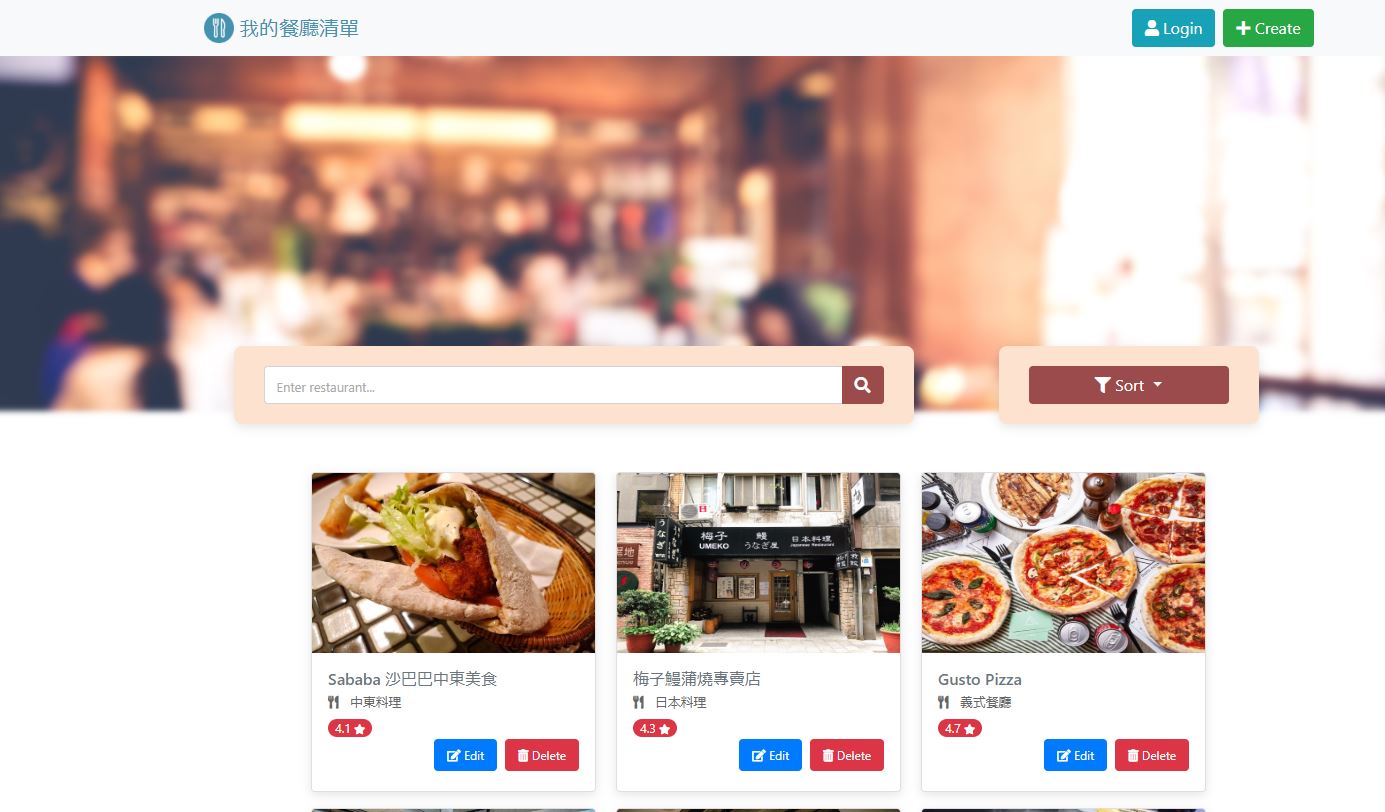 我的餐廳清單
Login
Create
Enter restaurant...
Sort
梅子
UMEKO
鰻
うなぎ屋
日本料理
Japanese Restaurant
うなぎ
Sababa 沙巴巴中東美食
中東料理
4.1
Edit
Delete
梅子鰻蒲燒專賣店
日本料理
4.3
Edit
Delete
Gusto Pizza
義式餐廳
4.7
Edit
Delete